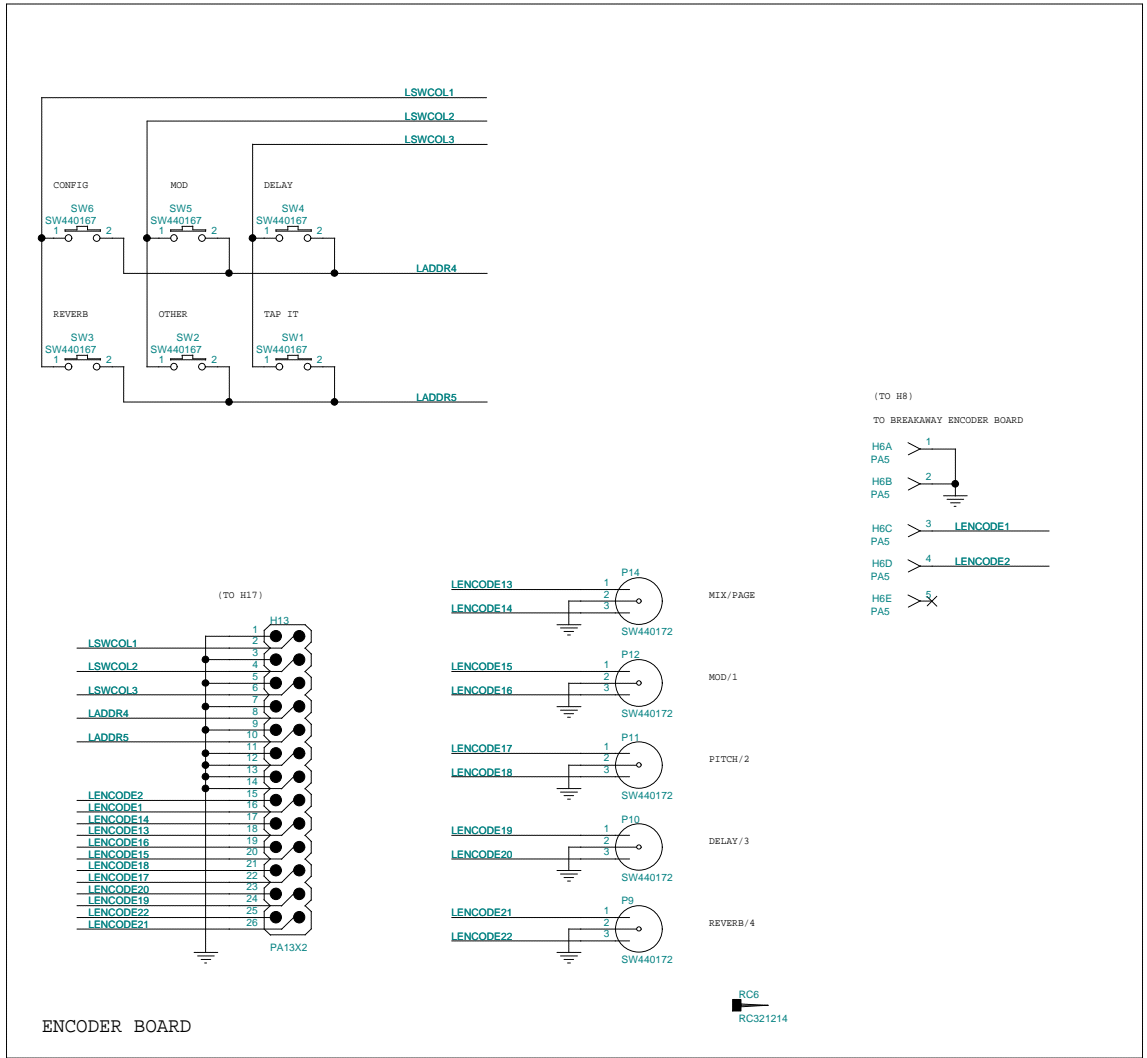 LSWCOL1
LSWCOL2
LSWCOL3
CONFIG MOD DELAY
SW6 SW5 SW4
SW440167 SW440167 SW440167
1 2 1 2 1 2
LADDR4
REVERB OTHER TAP IT
SW3 SW2 SW1
SW440167 SW440167 SW440167
1 2 1 2 1 2
LADDR5
(TO H8)
TO BREAKAWAY ENCODER BOARD
H6A 1
PA5
H6B 2
PA5
H6C 3 LENCODE1
PA5
H6D 4 LENCODE2
PA5
H6E 5
PA5
(TO H17)
H13
1
LSWCOL1 2
3
LSWCOL2 4
5
LSWCOL3 6
7
LADDR4 8
9
LADDR5 10
11
12
13
14
LENCODE2 15
LENCODE1 16
LENCODE14 17
LENCODE13 18
LENCODE16 19
LENCODE15 20
LENCODE18 21
LENCODE17 22
LENCODE20 23
LENCODE19 24
LENCODE22 25
LENCODE21 26
PA13X2
P14
LENCODE13 1
2 MIX/PAGE
LENCODE14 3
SW440172
P12
LENCODE15 1
2 MOD/1
LENCODE16 3
SW440172
P11
LENCODE17 1
2 PITCH/2
LENCODE18 3
SW440172
P10
LENCODE19 1
2 DELAY/3
LENCODE20 3
SW440172
P9
LENCODE21 1
2 REVERB/4
LENCODE22 3
SW440172
RC6
RC321214
ENCODER BOARD